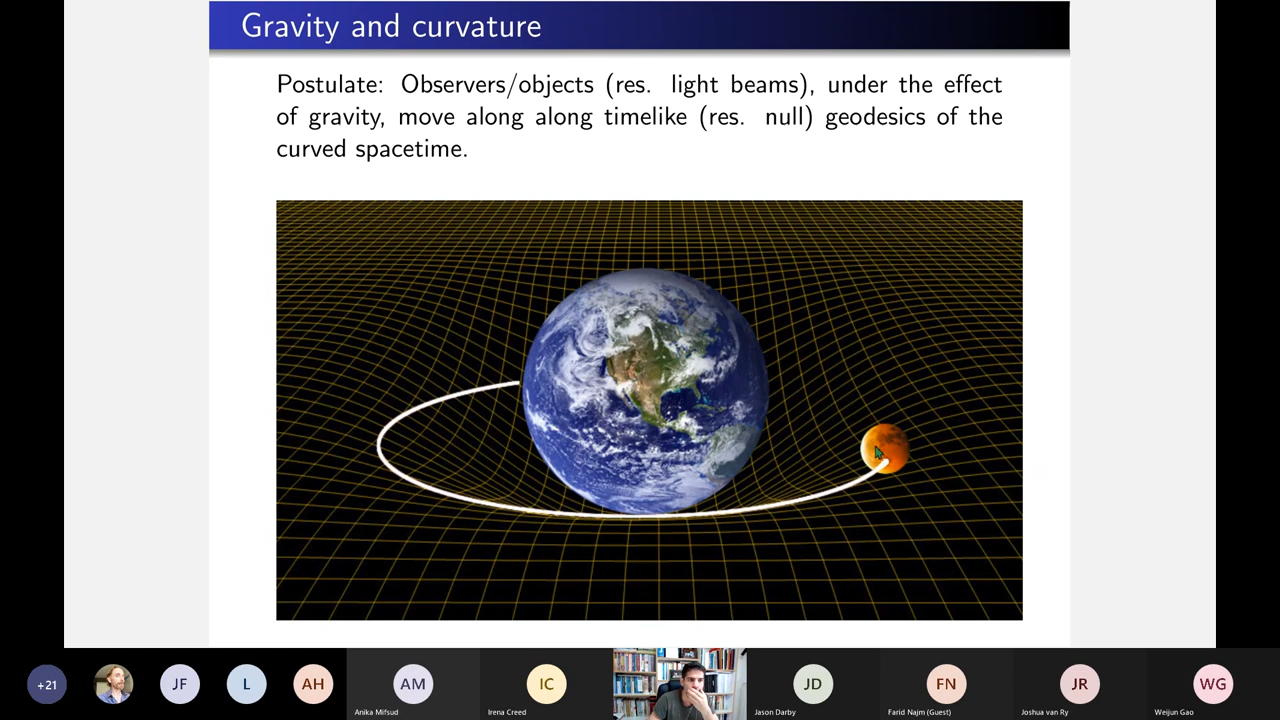 Gravity and curvature
Postulate: Observers/objects (res. light beams), under the effect
of gravity, move along along timelike (res. null) geodesics of the
curved spacetime.
+21
JF
L
AH
AM
IC
JD
FN
JR
WG
Anika Mifsud
Irena Creed
Jason Darby
Farid Najm (Guest)
Joshua van Ry
Weijun Gao